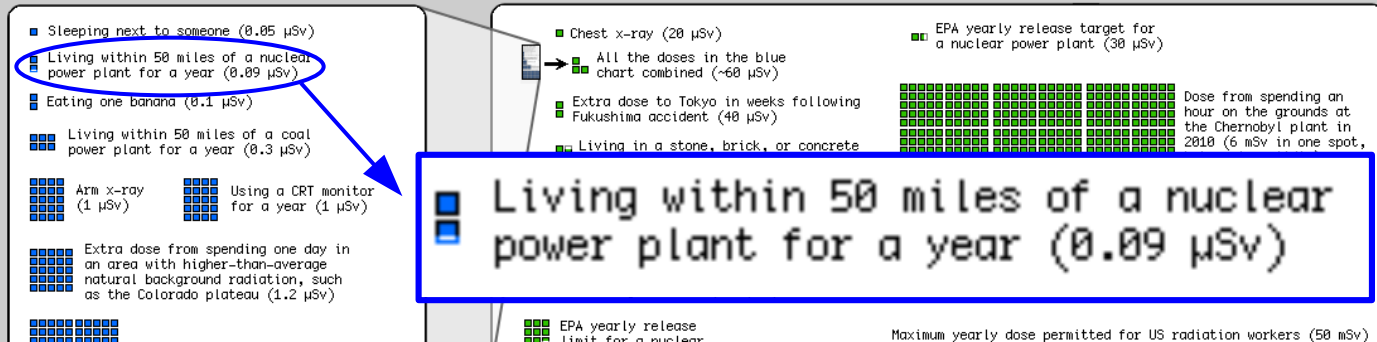 Sleeping next to someone (0.05 µSv)
Living within 50 miles of a nuclear
power plant for a year (0.09 µSv)
Eating one banana (0.1 µSv)
Living within 50 miles of a coal
power plant for a year (0.3 µSv)
Arm x-ray
(1 µSv)
Using a CRT monitor
for a year (1 µSv)
Extra dose from spending one day in
an area with higher-than-average
natural background radiation, such
as the Colorado plateau (1.2 µSv)
Chest x-ray (20 µSv)
All the doses in the blue
chart combined (~60 µSv)
Extra dose to Tokyo in weeks following
Fukushima accident (40 µSv)
Living in a stone, brick, or concrete
EPA yearly release target for
a nuclear power plant (30 µSv)
Dose from spending an
hour on the grounds at
the Chernobyl plant in
2010 (6 mSv in one spot,
Living within 50 miles of a nuclear
power plant for a year (0.09 µSv)
EPA yearly release
limit for a nuclear
Maximum yearly dose permitted for US radiation workers (50 mSv)